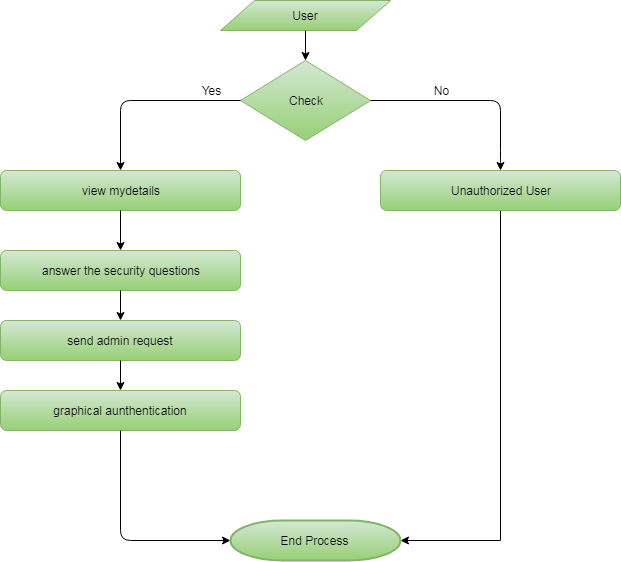 User
Check
Yes
No
view mydetails
Unauthorized User
answer the security questions
send admin request
graphical aunthentication
End Process